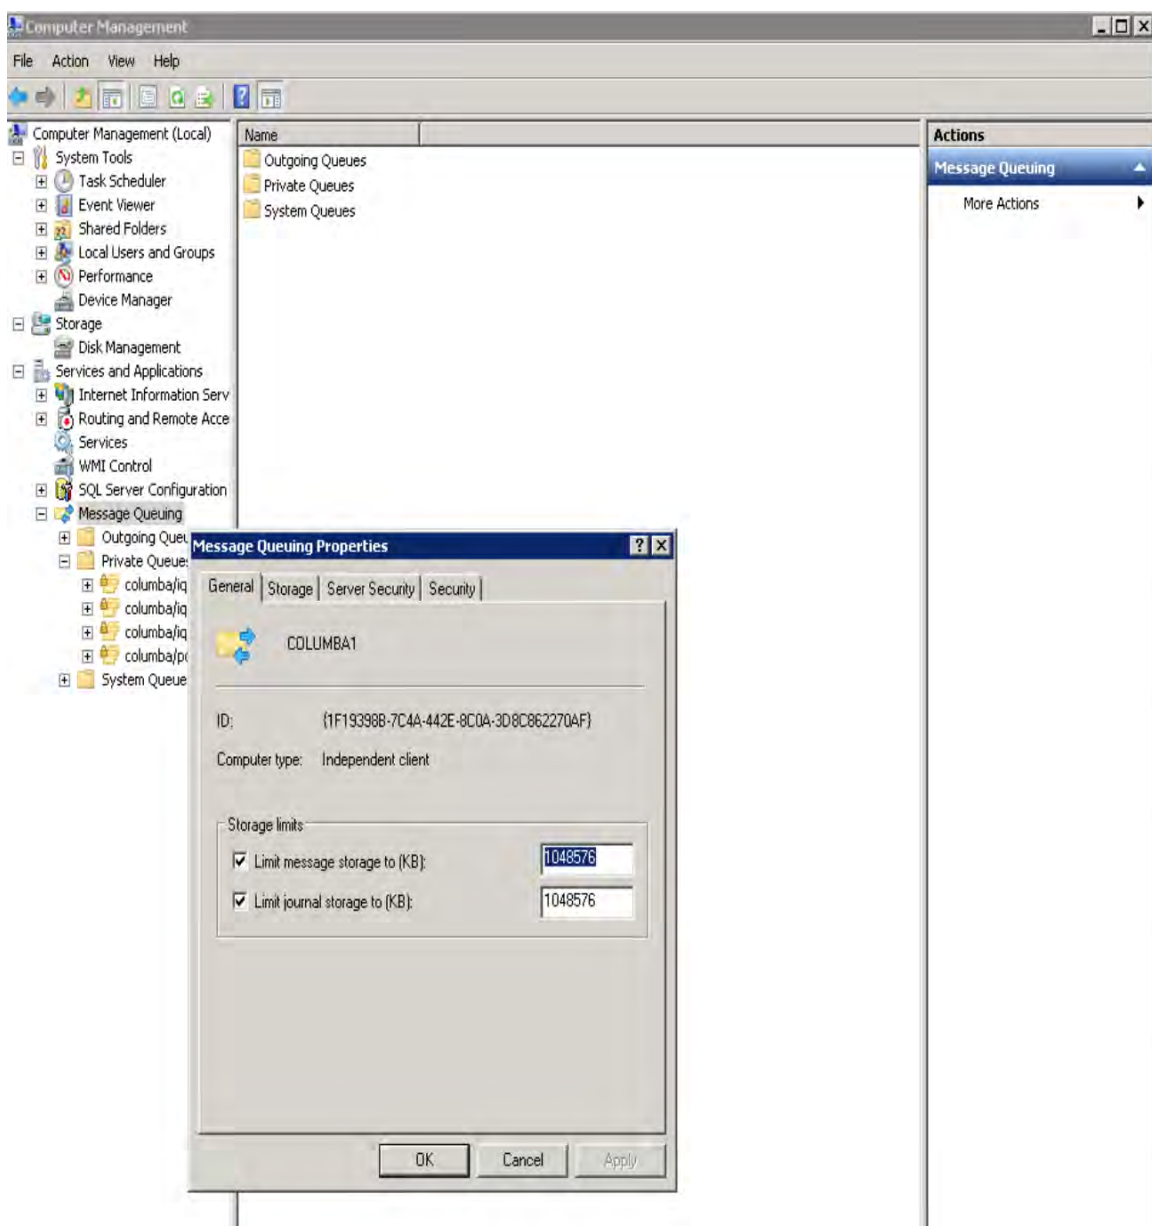 Computer Management
File Action View Help
Computer Management (Local)
System Tools
Task Scheduler
Event Viewer
Shared Folders
Local Users and Groups
Performance
Device Manager
Storage
Disk Management
Services and Applications
Internet Information Serv
Routing and Remote Acce
Services
WMI Control
SQL Server Configuration
Message Queuing
Outgoing Queu
Private Queues
columba/iq
columba/iq
columba/iq
columba/po
System Queue
Name
Outgoing Queues
Private Queues
System Queues
Actions
Message Queuing
More Actions
Message Queuing Properties
General Storage Server Security Security
COLUMBA1
ID: {1F19398B-7C4A-442E-8C0A-3D8C862270AF}
Computer type: Independent client
Storage limits
Limit message storage to (KB): 1048576
Limit journal storage to (KB): 1048576
OK Cancel Apply